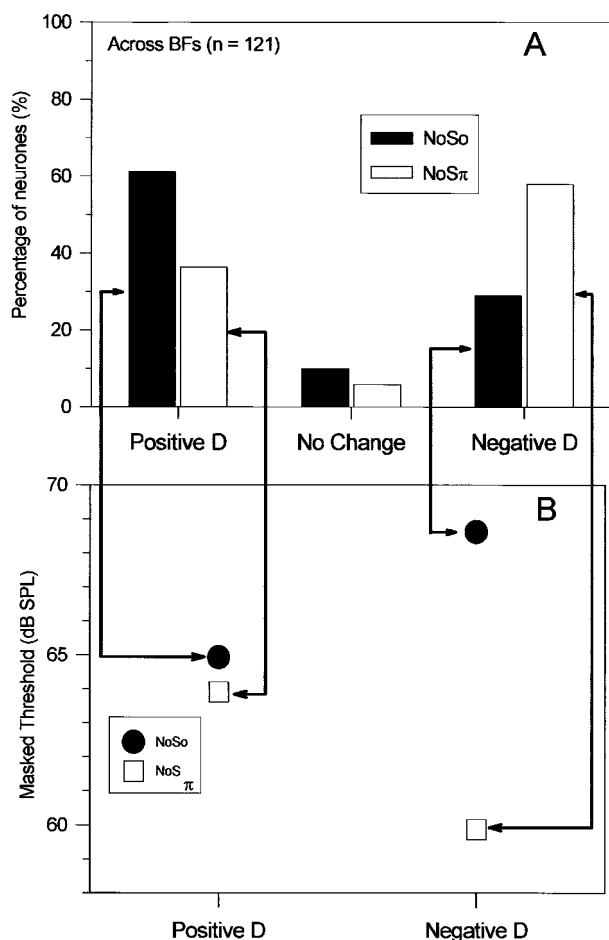 100
Across BFs (n = 121)
A
80
NoSo
NoSπ
60
40
20
0
Percentage of neurones (%)
Positive D
No Change
Negative D
70
B
65
60
Masked Threshold (dB SPL)
NoSo
NoS π
Positive D
Negative D